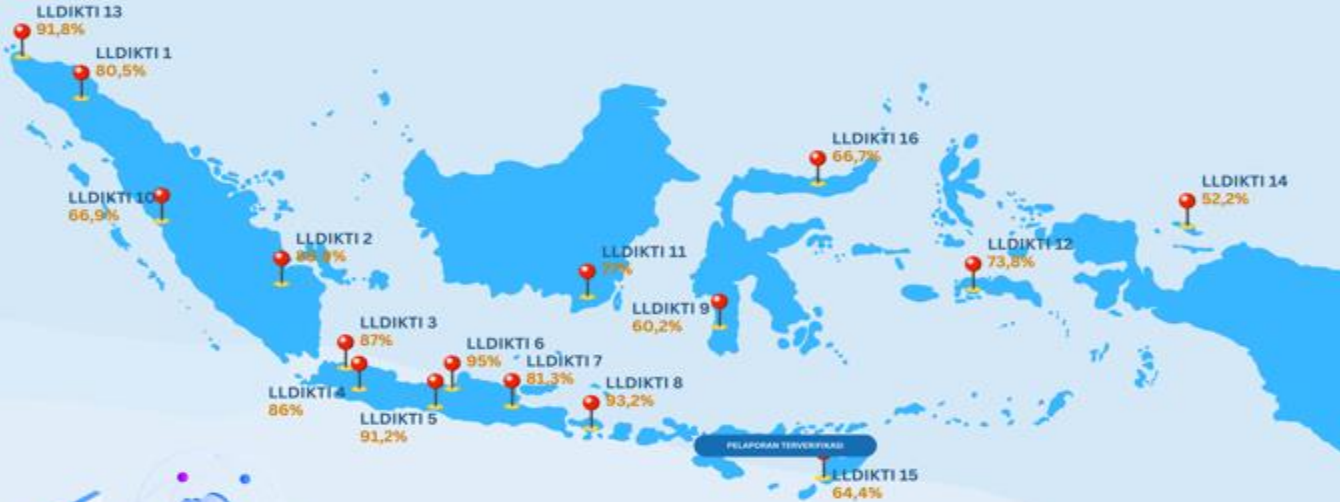 LLDIKTI 13
91,8%
LLDIKTI 1
80,5%
LLDIKTI 16
66,7%
LLDIKTI 14
52,2%
LLDIKTI 10
66,9%
LLDIKTI 2
LLDIKTI 11
77%
LLDIKTI 12
73,8%
LLDIKTI 9
60,2%
LLDIKTI 3
87%
LLDIKTI 6
95%
LLDIKTI 7
81,3%
LLDIKTI 4
86%
LLDIKTI 8
93,2%
LLDIKTI 5
91,2%
PELAPORAN TERVERIFIKASI
LLDIKTI 15
64,4%